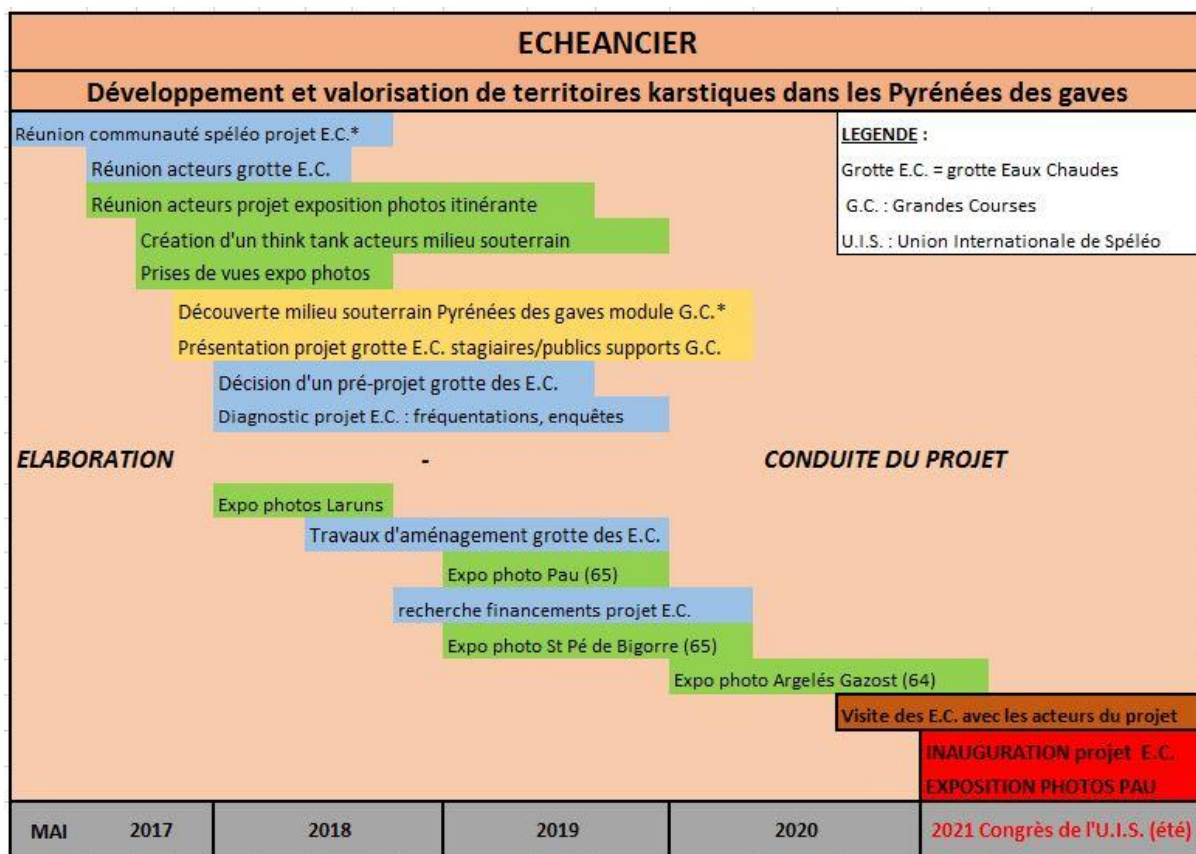 ECHEANCIER
Développement et valorisation de territoires karstiques dans les Pyrénées des gaves
Réunion communauté spéléo projet E.C.*
LEGENDE :
Réunion acteurs grotte E.C.
Grotte E.C. = grotte Eaux Chaudes
Réunion acteurs projet exposition photos itinérante
G.C. : Grandes Courses
Création d'un think tank acteurs milieu souterrain
U.I.S. : Union Internationale de Spéléo
Prises de vues expo photos
Découverte milieu souterrain Pyrénées des gaves module G.C.*
Présentation projet grotte E.C. stagiaires/publics supports G.C.
Décision d'un pré-projet grotte des E.C.
Diagnostic projet E.C. : fréquentations, enquêtes
ELABORATION - CONDUITE DU PROJET
Expo photos Laruns
Travaux d'aménagement grotte des E.C.
Expo photo Pau (65)
recherche financements projet E.C.
Expo photo St Pé de Bigorre (65)
Expo photo Argelés Gazost (64)
Visite des E.C. avec les acteurs du projet
INAUGURATION projet E.C.
EXPOSITION PHOTOS PAU
MAI 2017 2018 2019 2020 2021 Congrès de l'U.I.S. (été)